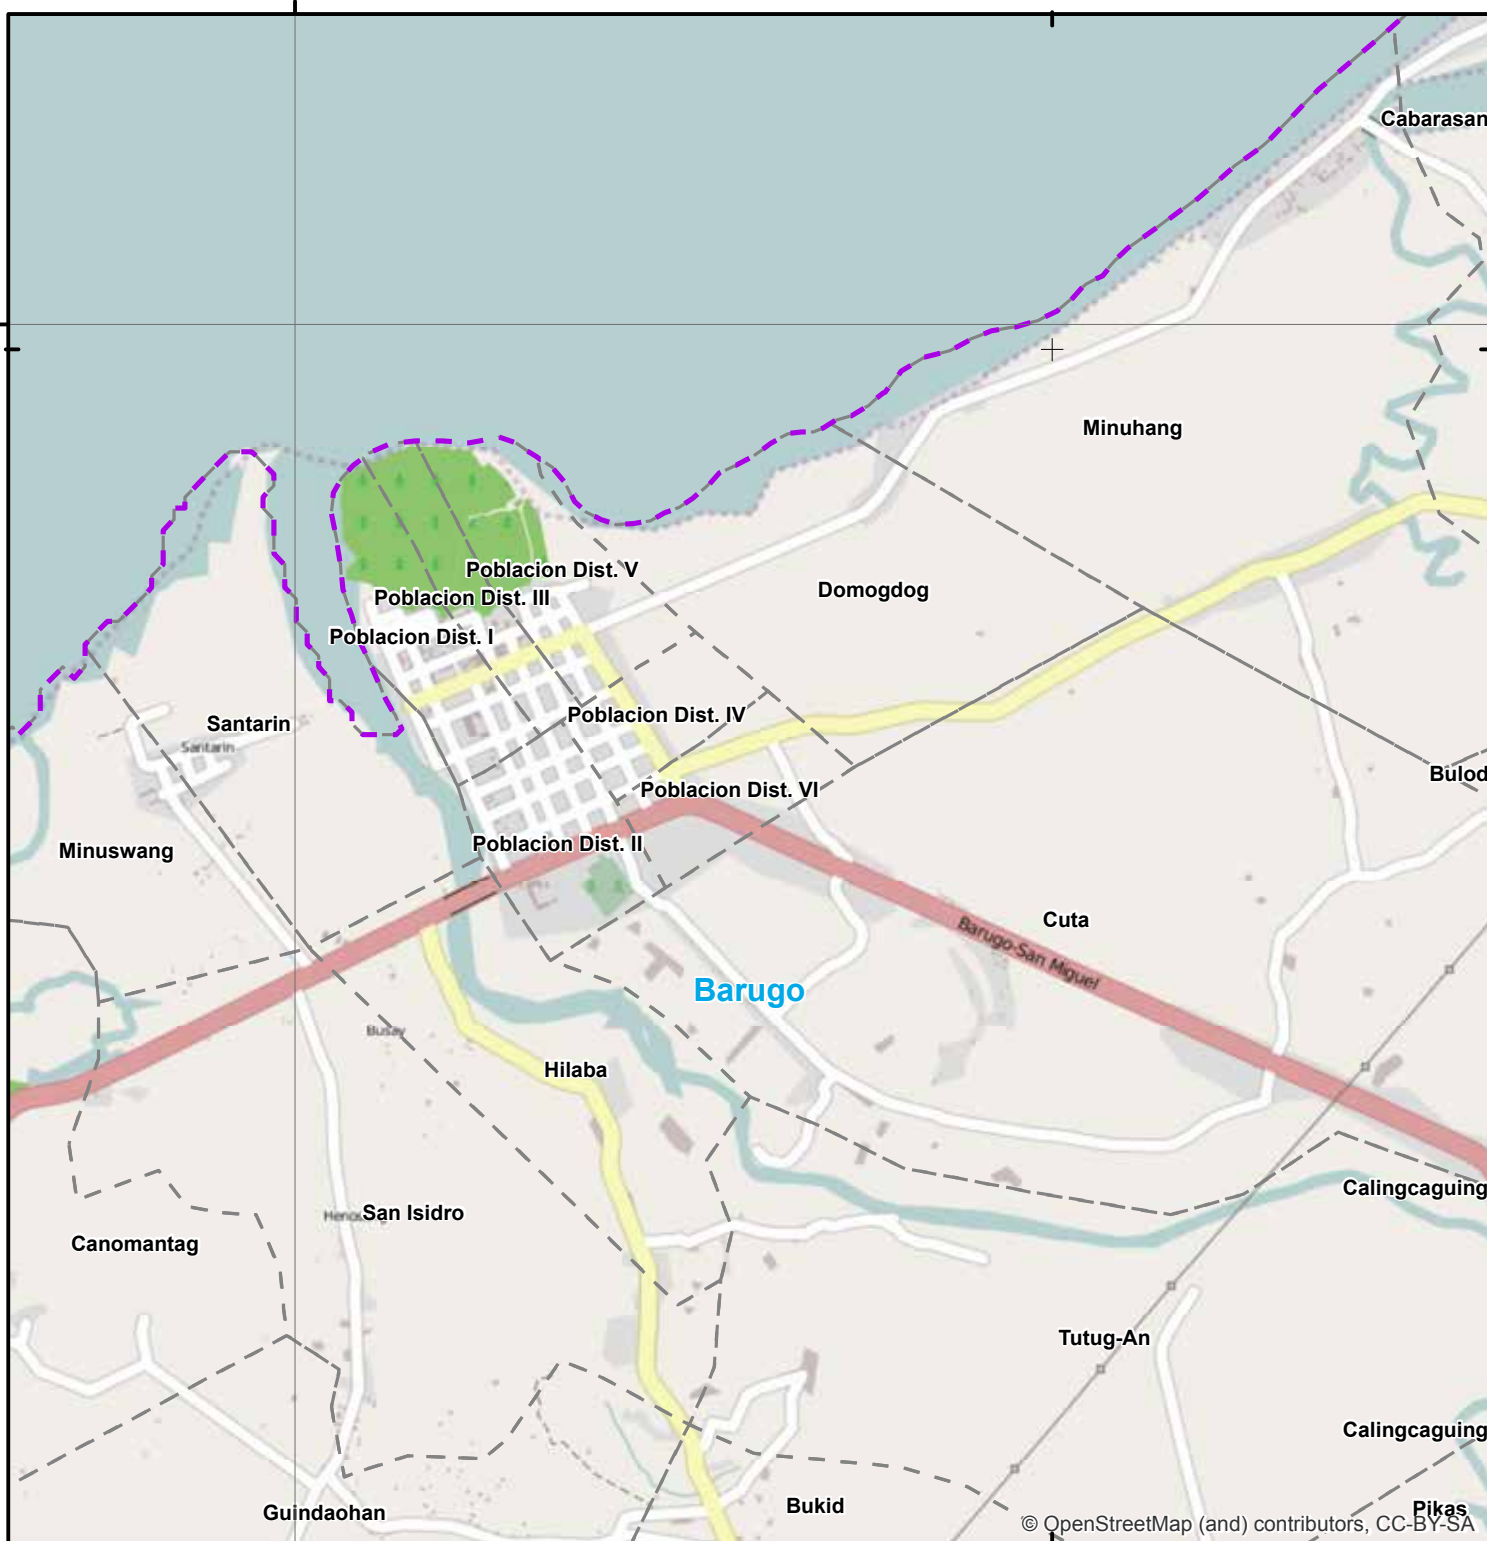 Cabarasan
Minuhang
Poblacion Dist. V
Domogdog
Poblacion Dist. III
Poblacion Dist. I
Poblacion Dist. IV
Santarin
Santarin
Bulod
Poblacion Dist. VI
Poblacion Dist. II
Minuswang
Cuta
Barugo-San Miguel
Barugo
Busay
Hilaba
Calingcaguing
San Isidro
Canomantag
Tutug-An
Calingcaguing
Bukid
Guindaohan
Pikas
© OpenStreetMap (and) contributors, CC-BY-SA